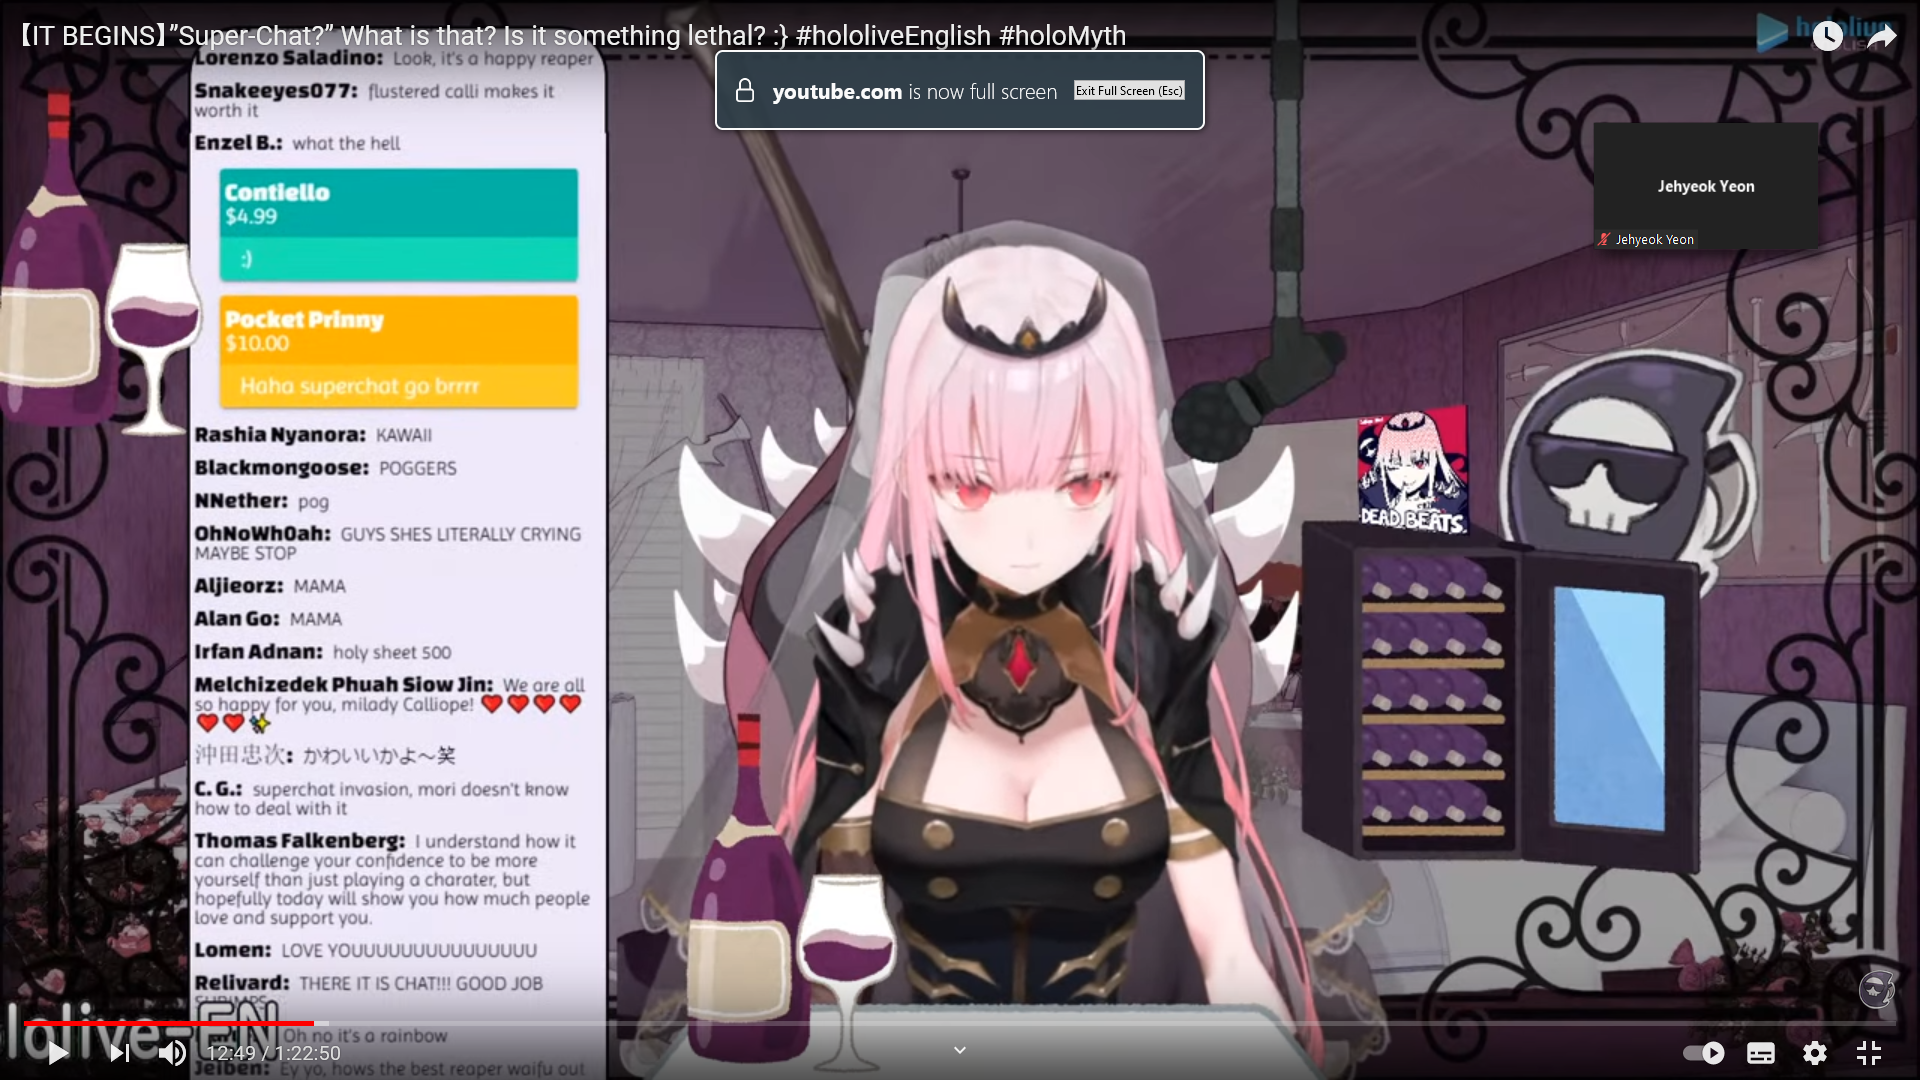 【IT BEGINS】”Super-Chat?” What is that? Is it something lethal? :} #hololiveEnglish #holoMyth
hololive
youtube.com is now full screen
Exit Full Screen (Esc)
Jehyeok Yeon
Jehyeok Yeon
Lorenzo Saladino: Look, it's a happy reaper
Snakeeyes077: flustered calli makes it
worth it
Enzel B.: what the hell
Contiello
$4.99
:)
Pocket Prinny
$10.00
Haha superchat go brrrr
Rashia Nyanora: KAWAII
Blackmongoose: POGGERS
NNether: pog
OhNoWh0ah: GUYS SHES LITERALLY CRYING
MAYBE STOP
Aljieorz: MAMA
Alan Go: MAMA
Irfan Adnan: holy sheet 500
Melchizedek Phuah Siow Jin: We are all
so happy for you, milady Calliope! ❤❤❤❤
❤❤✨
沖田忠次: かわいいかよ～笑
C. G.: superchat invasion, mori doesn't know
how to deal with it
Thomas Falkenberg: I understand how it
can challenge your confidence to be more
yourself than just playing a charater, but
hopefully today will show you how much people
love and support you.
Lomen: LOVE YOUUUUUUUUUUUUUUUU
Relivard: THERE IT IS CHAT!!! GOOD JOB
SHRIMPS
Oh no it's a rainbow
Jeiben: Ey yo, hows the best reaper waifu out
lolive-EN
12:49 / 1:22:50
DEAD BEATS.